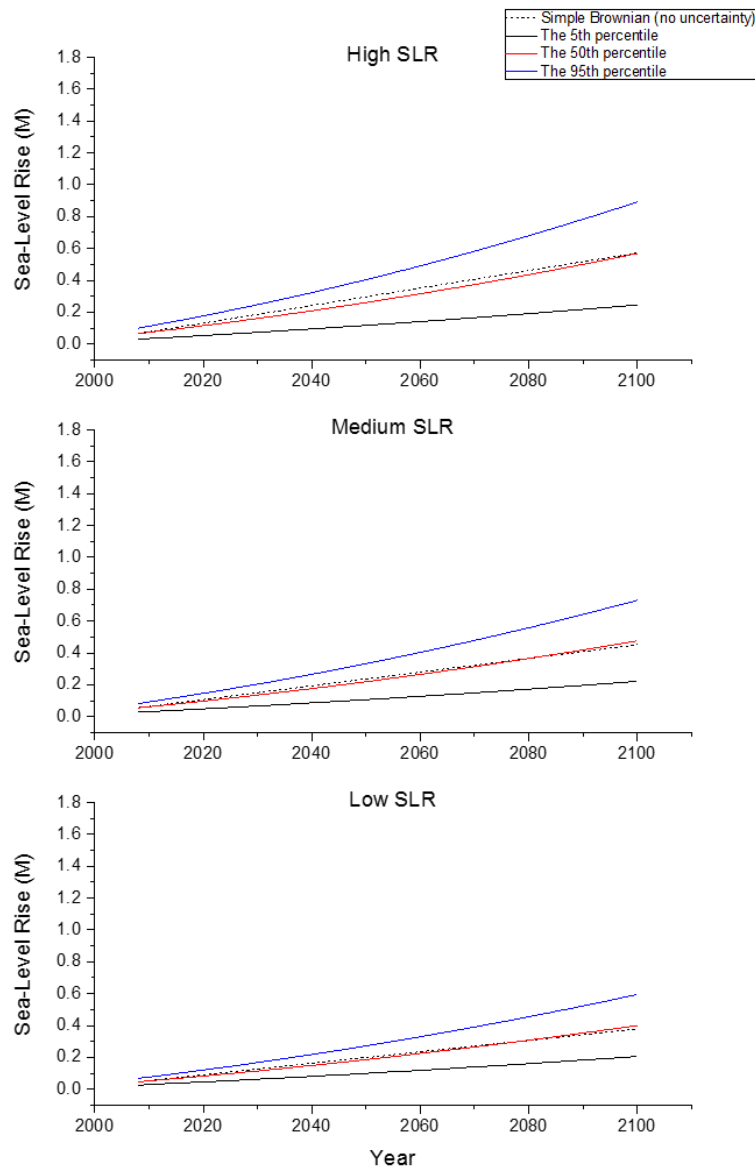 Simple Brownian (no uncertainty)
The 5th percentile
The 50th percentile
The 95th percentile
High SLR
1.8
1.6
1.4
1.2
1.0
0.8
0.6
0.4
0.2
0.0
Sea-Level Rise (M)
2000 2020 2040 2060 2080 2100
Medium SLR
1.8
1.6
1.4
1.2
1.0
0.8
0.6
0.4
0.2
0.0
Sea-Level Rise (M)
2000 2020 2040 2060 2080 2100
Low SLR
1.8
1.6
1.4
1.2
1.0
0.8
0.6
0.4
0.2
0.0
Sea-Level Rise (M)
2000 2020 2040 2060 2080 2100
Year